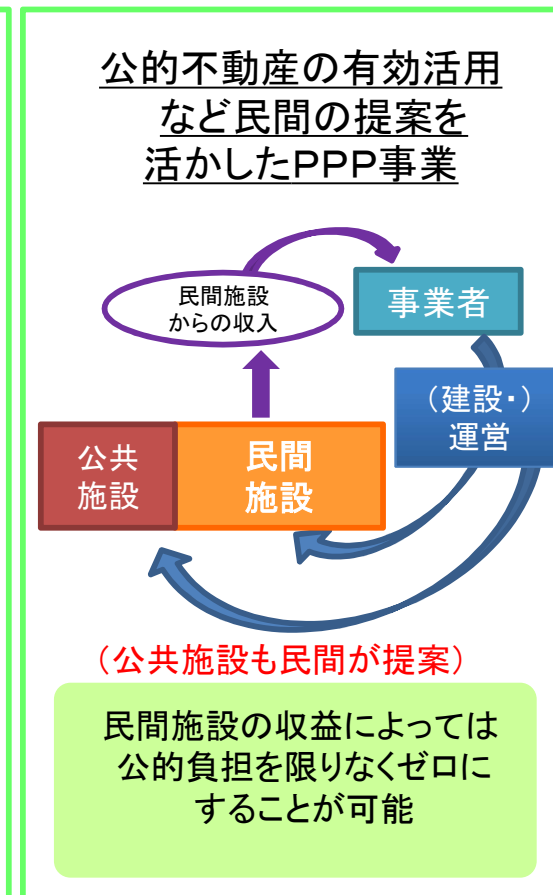 公的不動産の有効活用
など民間の提案を
活かしたPPP事業
民間施設
からの収入
事業者
（建設・）
運営
公共
施設
民間
施設
（公共施設も民間が提案）
民間施設の収益によっては
公的負担を限りなくゼロに
することが可能